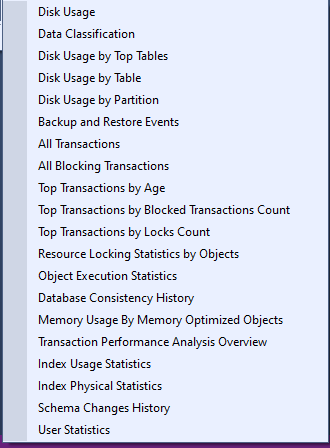 Disk Usage
Data Classification
Disk Usage by Top Tables
Disk Usage by Table
Disk Usage by Partition
Backup and Restore Events
All Transactions
All Blocking Transactions
Top Transactions by Age
Top Transactions by Blocked Transactions Count
Top Transactions by Locks Count
Resource Locking Statistics by Objects
Object Execution Statistics
Database Consistency History
Memory Usage By Memory Optimized Objects
Transaction Performance Analysis Overview
Index Usage Statistics
Index Physical Statistics
Schema Changes History
User Statistics